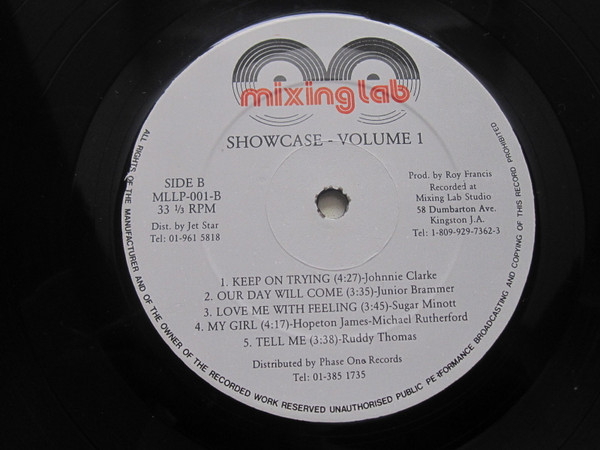 mixing lab
SHOWCASE - VOLUME 1
SIDE B
MLLP-001-B
33 ⅓ RPM
Dist. by Jet Star
Tel: 01-961 5818
Prod. by Roy Francis
Recorded at
Mixing Lab Studio
58 Dumbarton Ave.
Kingston J.A.
Tel: 1-809-929-7362-3
1. KEEP ON TRYING (4:27)-Johnnie Clarke
2. OUR DAY WILL COME (3:35)-Junior Brammer
3. LOVE ME WITH FEELING (3:45)-Sugar Minott
4. MY GIRL (4:17)-Hopeton James-Michael Rutherford
5. TELL ME (3:38)-Ruddy Thomas
Distributed by Phase One Records
Tel: 01-385 1735
ALL RIGHTS OF THE MANUFACTURER AND OF THE OWNER OF THE RECORDED WORK RESERVED UNAUTHORISED PUBLIC PERFORMANCE BROADCASTING AND COPYING OF THIS RECORD PROHIBITED